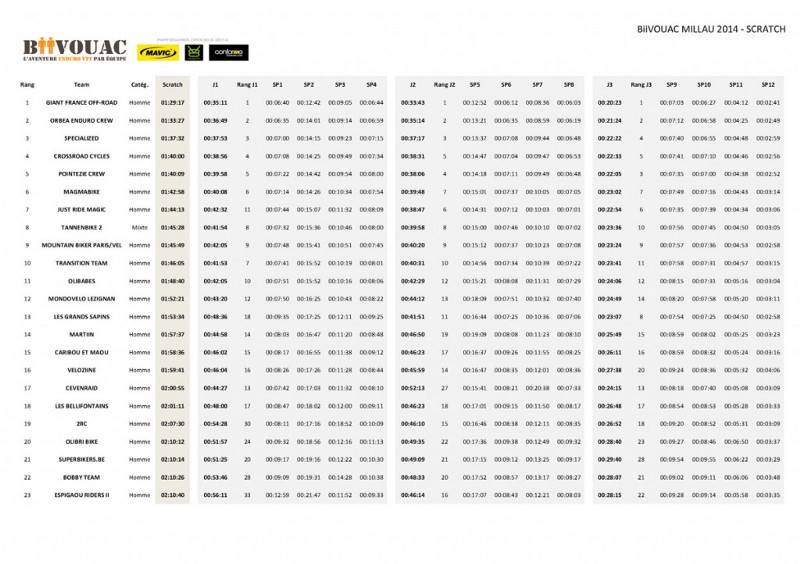 BiiVOUAC MILLAU 2014 - SCRATCH
PARTENAIRES OFFICIELS 2014
BIIVOUAC
L'AVENTURE ENDURO VTT PAR ÉQUIPE
MAVIC
conforMe
Rang Team Catég. Scratch J1 Rang J1 SP1 SP2 SP3 SP4 J2 Rang J2 SP5 SP6 SP7 SP8 J3 Rang J3 SP9 SP10 SP11 SP12
1 GIANT FRANCE OFF-ROAD Homme 01:29:17 00:35:11 1 00:06:40 00:12:42 00:09:05 00:06:44 00:33:43 1 00:12:52 00:06:12 00:08:36 00:06:03 00:20:23 1 00:07:03 00:06:27 00:04:12 00:02:41
2 ORBEA ENDURO CREW Homme 01:33:27 00:36:49 2 00:06:35 00:14:01 00:09:14 00:06:59 00:35:14 2 00:13:21 00:06:35 00:08:59 00:06:19 00:21:24 2 00:07:12 00:06:58 00:04:25 00:02:49
3 SPECIALIZED Homme 01:37:32 00:37:53 3 00:07:00 00:14:15 00:09:23 00:07:15 00:37:17 3 00:13:37 00:07:08 00:09:44 00:06:48 00:22:22 4 00:07:40 00:06:55 00:04:48 00:02:59
4 CROSSROAD CYCLES Homme 01:40:00 00:38:56 4 00:07:08 00:14:25 00:09:49 00:07:34 00:38:31 5 00:14:47 00:07:04 00:09:47 00:06:53 00:22:33 5 00:07:41 00:07:10 00:04:46 00:02:56
5 POINTEZIE CREW Homme 01:40:09 00:39:58 5 00:07:22 00:14:42 00:09:54 00:08:00 00:38:06 4 00:14:18 00:07:11 00:09:49 00:06:48 00:22:05 3 00:07:35 00:07:00 00:04:38 00:02:52
6 MAGMABIKE Homme 01:42:58 00:40:08 6 00:07:14 00:14:26 00:10:34 00:07:54 00:39:48 7 00:15:01 00:07:37 00:10:05 00:07:05 00:23:02 7 00:07:49 00:07:16 00:04:43 00:03:14
7 JUST RIDE MAGIC Homme 01:44:13 00:42:32 11 00:07:44 00:15:07 00:11:32 00:08:09 00:38:47 6 00:14:31 00:07:12 00:10:03 00:07:01 00:22:54 6 00:07:35 00:07:39 00:04:34 00:03:06
8 TANNENBIKE 2 Mixte 01:45:28 00:41:54 8 00:07:32 00:15:36 00:10:46 00:08:00 00:39:58 8 00:15:00 00:07:46 00:10:10 00:07:02 00:23:36 10 00:07:56 00:07:45 00:04:50 00:03:05
9 MOUNTAIN BIKER PARIS/VEL Homme 01:45:49 00:42:05 9 00:07:48 00:15:41 00:10:51 00:07:45 00:40:20 9 00:15:12 00:07:37 00:10:23 00:07:08 00:23:24 9 00:07:57 00:07:36 00:04:53 00:02:58
10 TRANSITION TEAM Homme 01:46:05 00:41:53 7 00:07:41 00:15:52 00:10:19 00:08:01 00:40:31 10 00:14:56 00:07:34 00:10:39 00:07:22 00:23:41 11 00:07:58 00:07:31 00:04:57 00:03:15
11 OLIBABES Homme 01:48:40 00:42:05 10 00:07:51 00:15:52 00:10:16 00:08:06 00:42:29 12 00:15:21 00:08:08 00:11:31 00:07:29 00:24:06 12 00:08:15 00:07:31 00:05:16 00:03:04
12 MONDOVELO LEZIGNAN Homme 01:52:21 00:43:20 12 00:07:50 00:16:25 00:10:43 00:08:22 00:44:12 13 00:18:09 00:07:51 00:10:32 00:07:40 00:24:49 14 00:08:20 00:07:58 00:05:20 00:03:11
13 LES GRANDS SAPINS Homme 01:53:34 00:48:36 18 00:09:35 00:17:25 00:12:11 00:09:25 00:41:51 11 00:16:44 00:07:35 00:10:25 00:07:07 00:23:07 8 00:07:54 00:07:25 00:04:50 00:02:58
14 MARTIIN Homme 01:57:37 00:44:58 14 00:08:03 00:16:47 00:11:20 00:08:48 00:46:50 19 00:19:09 00:08:08 00:11:23 00:08:10 00:25:49 15 00:08:59 00:08:02 00:05:25 00:03:23
15 CARIBOU ET MAOU Homme 01:58:36 00:46:02 15 00:08:17 00:16:55 00:11:38 00:09:12 00:46:23 17 00:16:37 00:09:26 00:11:55 00:08:25 00:26:11 16 00:08:59 00:08:32 00:05:24 00:03:16
16 VELOZIINE Homme 01:59:41 00:46:04 16 00:08:26 00:17:26 00:11:28 00:08:44 00:45:59 14 00:16:47 00:08:35 00:12:01 00:08:36 00:27:38 20 00:09:24 00:08:36 00:05:32 00:04:06
17 CEVENRAID Homme 02:00:55 00:44:27 13 00:07:42 00:17:03 00:11:32 00:08:10 00:52:13 27 00:15:41 00:08:21 00:20:38 00:07:33 00:24:15 13 00:08:18 00:07:40 00:05:08 00:03:09
18 LES BELLIFONTAINS Homme 02:01:11 00:48:00 17 00:08:47 00:18:02 00:12:00 00:09:11 00:46:23 18 00:17:01 00:09:15 00:11:50 00:08:17 00:26:48 17 00:08:54 00:08:53 00:05:28 00:03:33
19 2RC Homme 02:07:30 00:54:28 30 00:08:11 00:17:16 00:18:52 00:10:09 00:46:10 15 00:16:46 00:08:38 00:12:11 00:08:35 00:26:52 18 00:09:20 00:08:52 00:05:31 00:03:09
20 OLIBRI BIKE Homme 02:10:12 00:51:57 24 00:09:32 00:18:56 00:12:16 00:11:13 00:49:35 22 00:17:36 00:09:38 00:12:49 00:09:32 00:28:40 23 00:09:27 00:08:46 00:06:50 00:03:37
21 SUPERBIKERS.BE Homme 02:10:14 00:51:25 20 00:09:17 00:19:16 00:12:22 00:10:30 00:49:09 21 00:17:15 00:09:12 00:13:25 00:09:17 00:29:40 28 00:09:54 00:09:55 00:06:22 00:03:29
22 BOBBY TEAM Homme 02:10:26 00:53:46 28 00:09:09 00:19:31 00:14:28 00:10:38 00:48:33 20 00:17:52 00:08:57 00:13:17 00:08:27 00:28:07 21 00:09:02 00:09:11 00:06:06 00:03:48
23 ESPIGAOU RIDERS II Homme 02:10:40 00:56:11 33 00:12:59 00:21:47 00:11:52 00:09:33 00:46:14 16 00:17:07 00:08:43 00:12:21 00:08:03 00:28:15 22 00:09:28 00:09:14 00:05:58 00:03:35